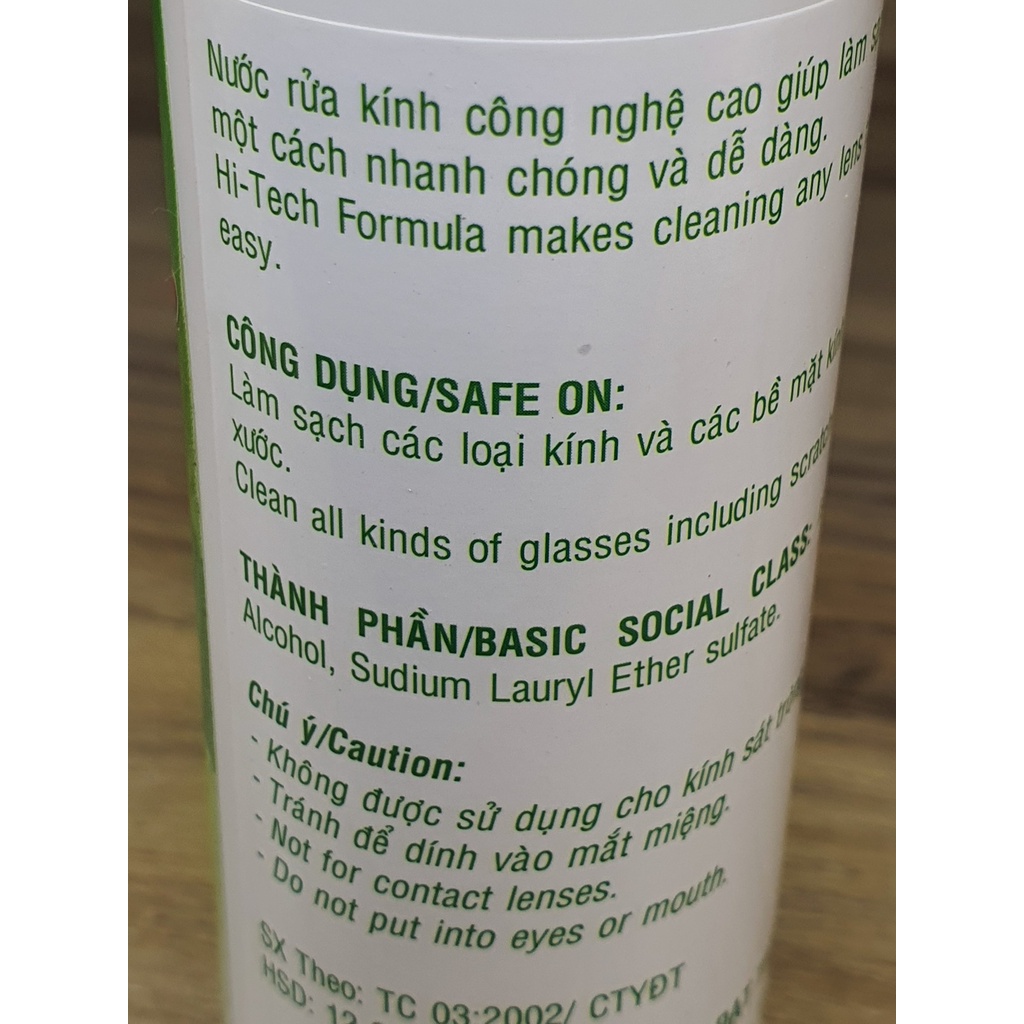 Nước rửa kính công nghệ cao giúp làm
một cách nhanh chóng và dễ dàng.
Hi-Tech Formula makes cleaning any lens
easy.
CÔNG DỤNG/SAFE ON:
Làm sạch các loại kính và các bề mặt
xước.
Clean all kinds of glasses including
THÀNH PHẦN/BASIC SOCIAL CLASS:
Alcohol, Sudium Lauryl Ether sulfate.
Chú ý/Caution:
- Không được sử dụng cho kính sát
- Tránh để dính vào mắt miệng.
- Not for contact lenses.
- Do not put into eyes or mouth.
SX Theo: TC 03:2002/ CTYĐT
HSD: 12